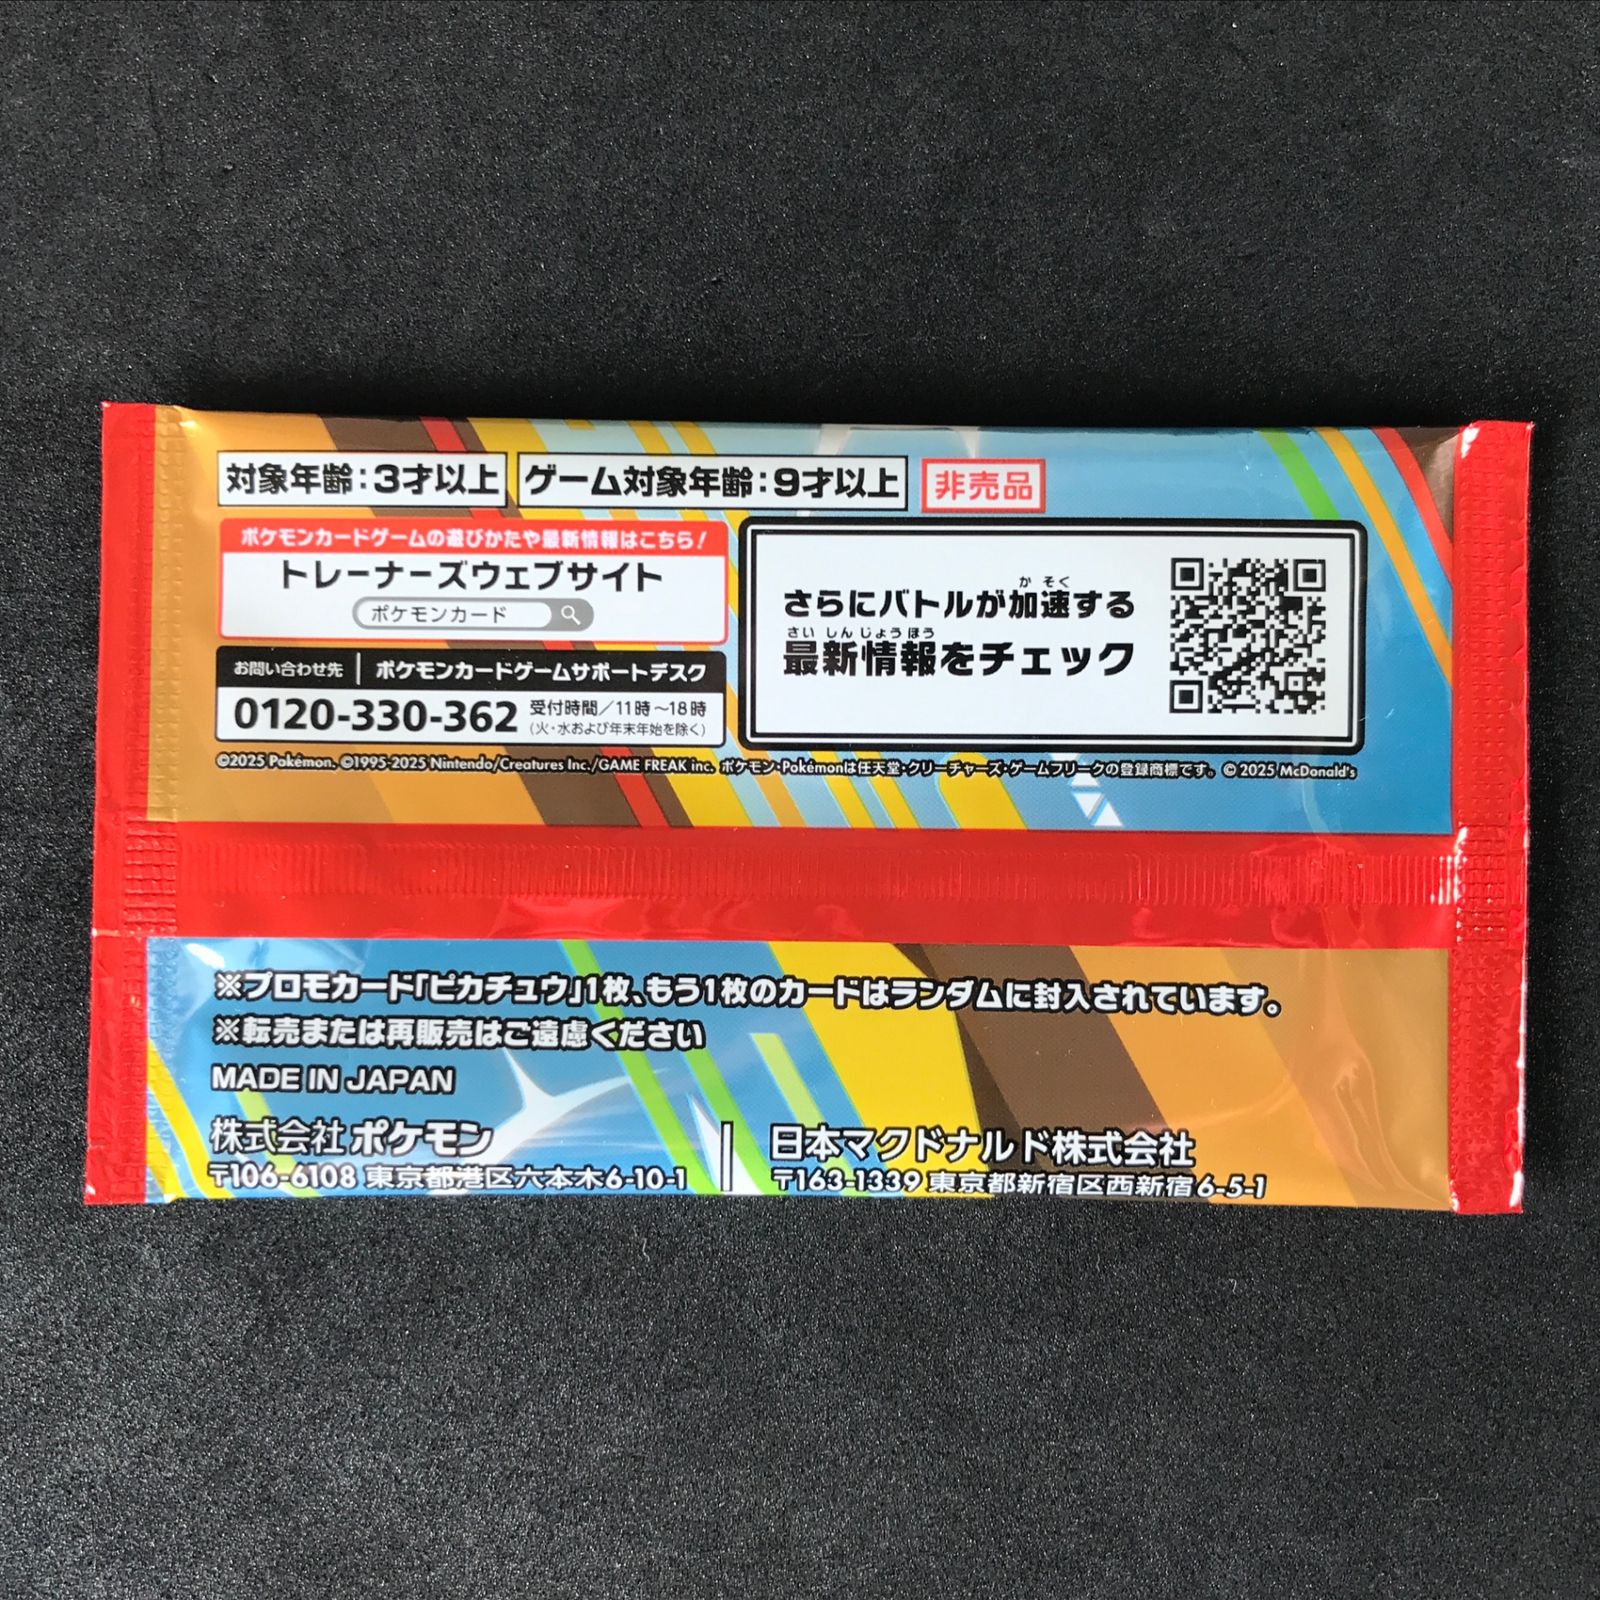 対象年齢:3才以上 ゲーム対象年齢:9才以上 非売品
ポケモンカードゲームの遊びかたや最新情報はこちら!
トレーナーズウェブサイト
ポケモンカード
お問い合わせ先 ポケモンカードゲームサポートデスク
0120-330-362 受付時間/11時~18時
(火・水および年末年始を除く)
かそく
さらにバトルが加速する
さいしんじょうほう
最新情報をチェック
©2025 Pokémon. ©1995-2025 Nintendo/Creatures Inc./GAME FREAK inc. ポケモン・Pokémonは任天堂・クリーチャーズ・ゲームフリークの登録商標です。 © 2025 McDonald's
※プロモカード「ピカチュウ」1枚、もう1枚のカードはランダムに封入されています。
※転売または再販売はご遠慮ください
MADE IN JAPAN
株式会社ポケモン
〒106-6108 東京都港区六本木6-10-1
日本マクドナルド株式会社
〒163-1339 東京都新宿区西新宿6-5-1